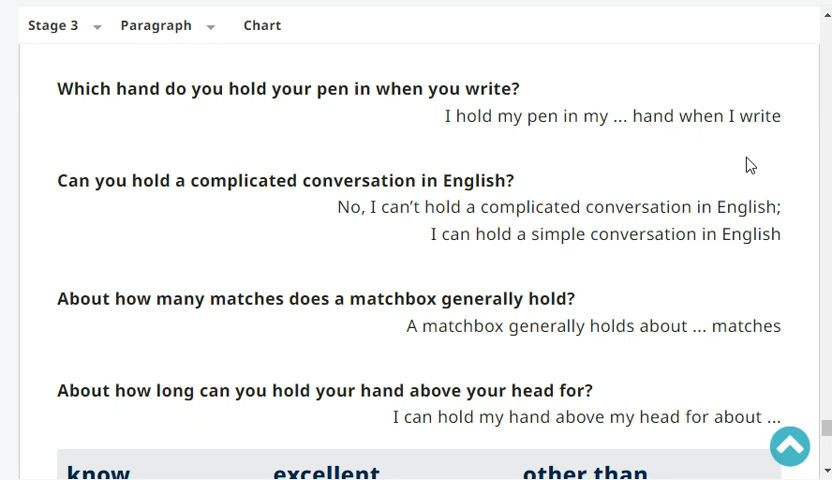 Stage 3 Paragraph Chart
Which hand do you hold your pen in when you write?
I hold my pen in my ... hand when I write
Can you hold a complicated conversation in English?
No, I can’t hold a complicated conversation in English;
I can hold a simple conversation in English
About how many matches does a matchbox generally hold?
A matchbox generally holds about ... matches
About how long can you hold your hand above your head for?
I can hold my hand above my head for about ...
know excellent other than